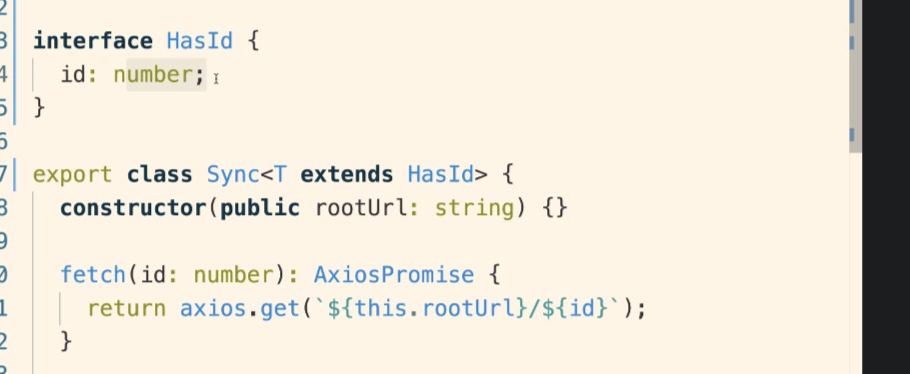 2
3 interface HasId {
4 id: number;
5 }
6
7 export class Sync<T extends HasId> {
8 constructor(public rootUrl: string) {}
9
0 fetch(id: number): AxiosPromise {
1 return axios.get(`${this.rootUrl}/${id}`);
2 }
3